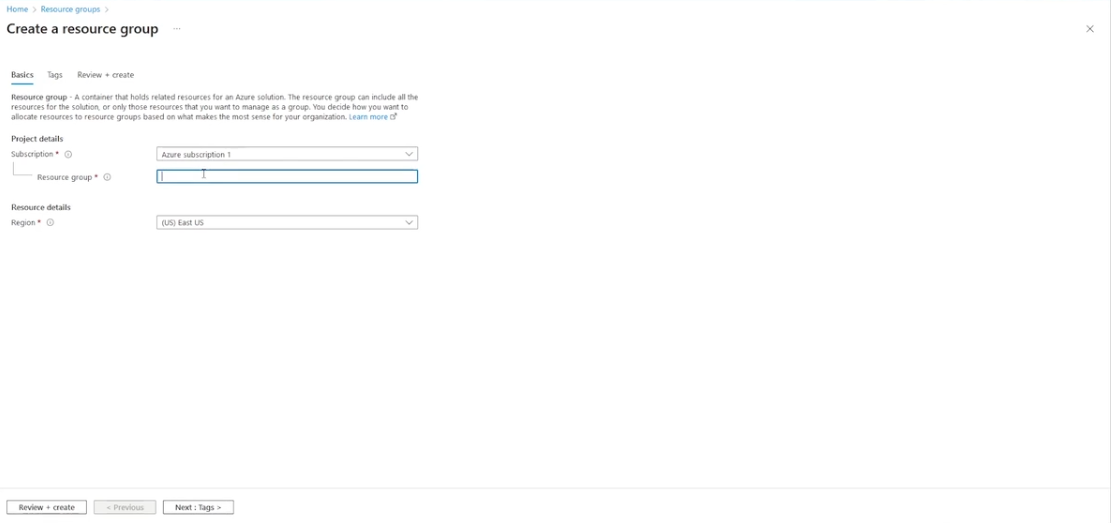 Home > Resource groups >
Create a resource group ...
Basics Tags Review + create
Resource group - A container that holds related resources for an Azure solution. The resource group can include all the
resources for the solution, or only those resources that you want to manage as a group. You decide how you want to
allocate resources to resource groups based on what makes the most sense for your organization. Learn more
Project details
Subscription * Azure subscription 1
Resource group *
Resource details
Region * (US) East US
Review + create < Previous Next : Tags >